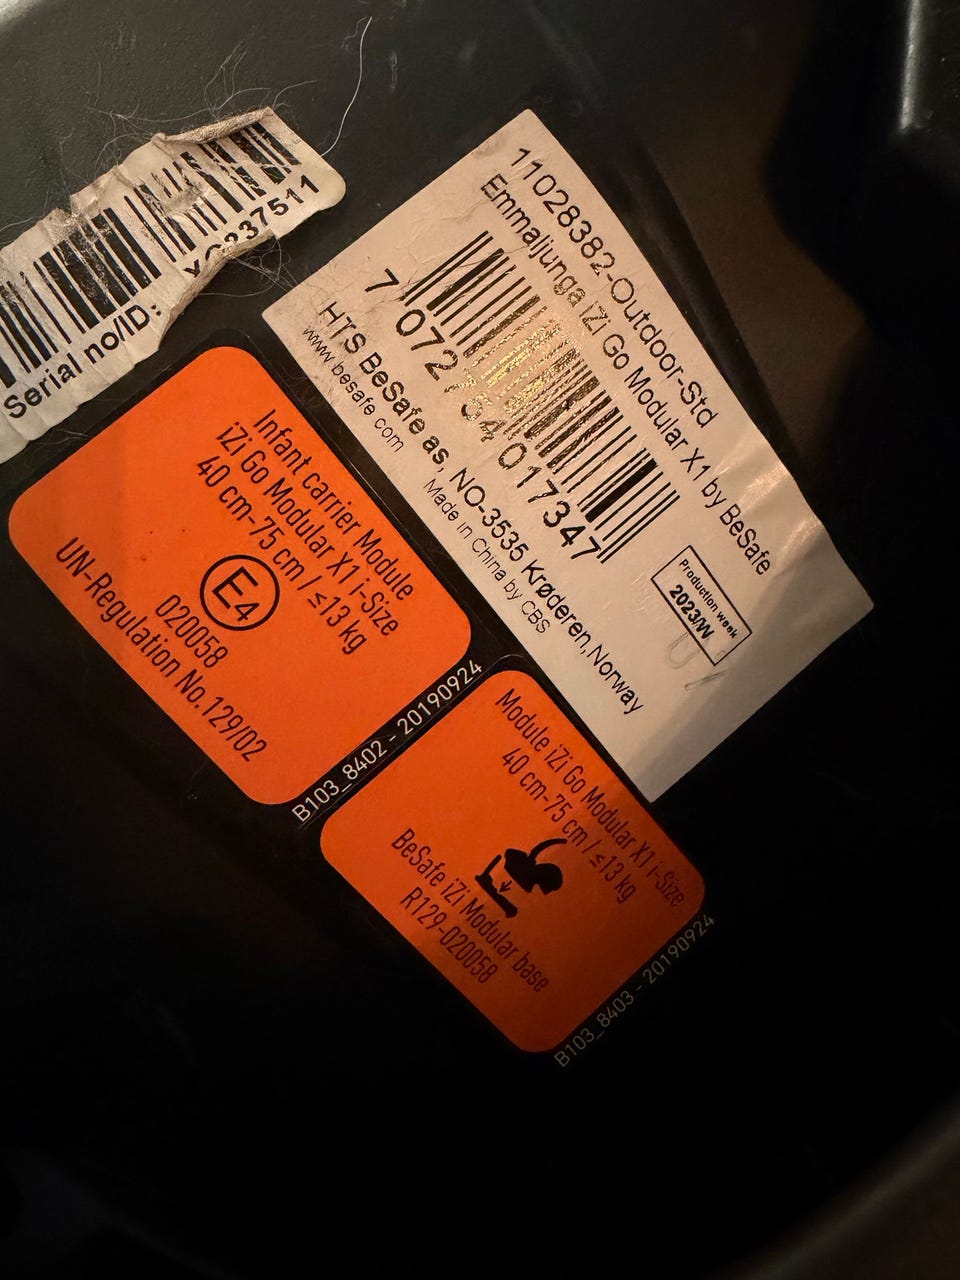 237511
Serial no/ID:
11028382-Outdoor-Std
Emmaljunga iZi Go Modular X1 by BeSafe
7 072754 017347
HTS BeSafe as, NO-3535 Krøderen, Norway
www.besafe.com
Made in China by CBS
Production week
2023/W
Infant carrier Module
iZi Go Modular X1 i-Size
40 cm-75 cm / ≤13 kg
E4
020058
UN-Regulation No. 129/02
B103_8402 - 20190924
Module iZi Go Modular X1 i-Size
40 cm-75 cm / ≤13 kg
BeSafe iZi Modular base
R129-020058
B103_8403 - 20190924